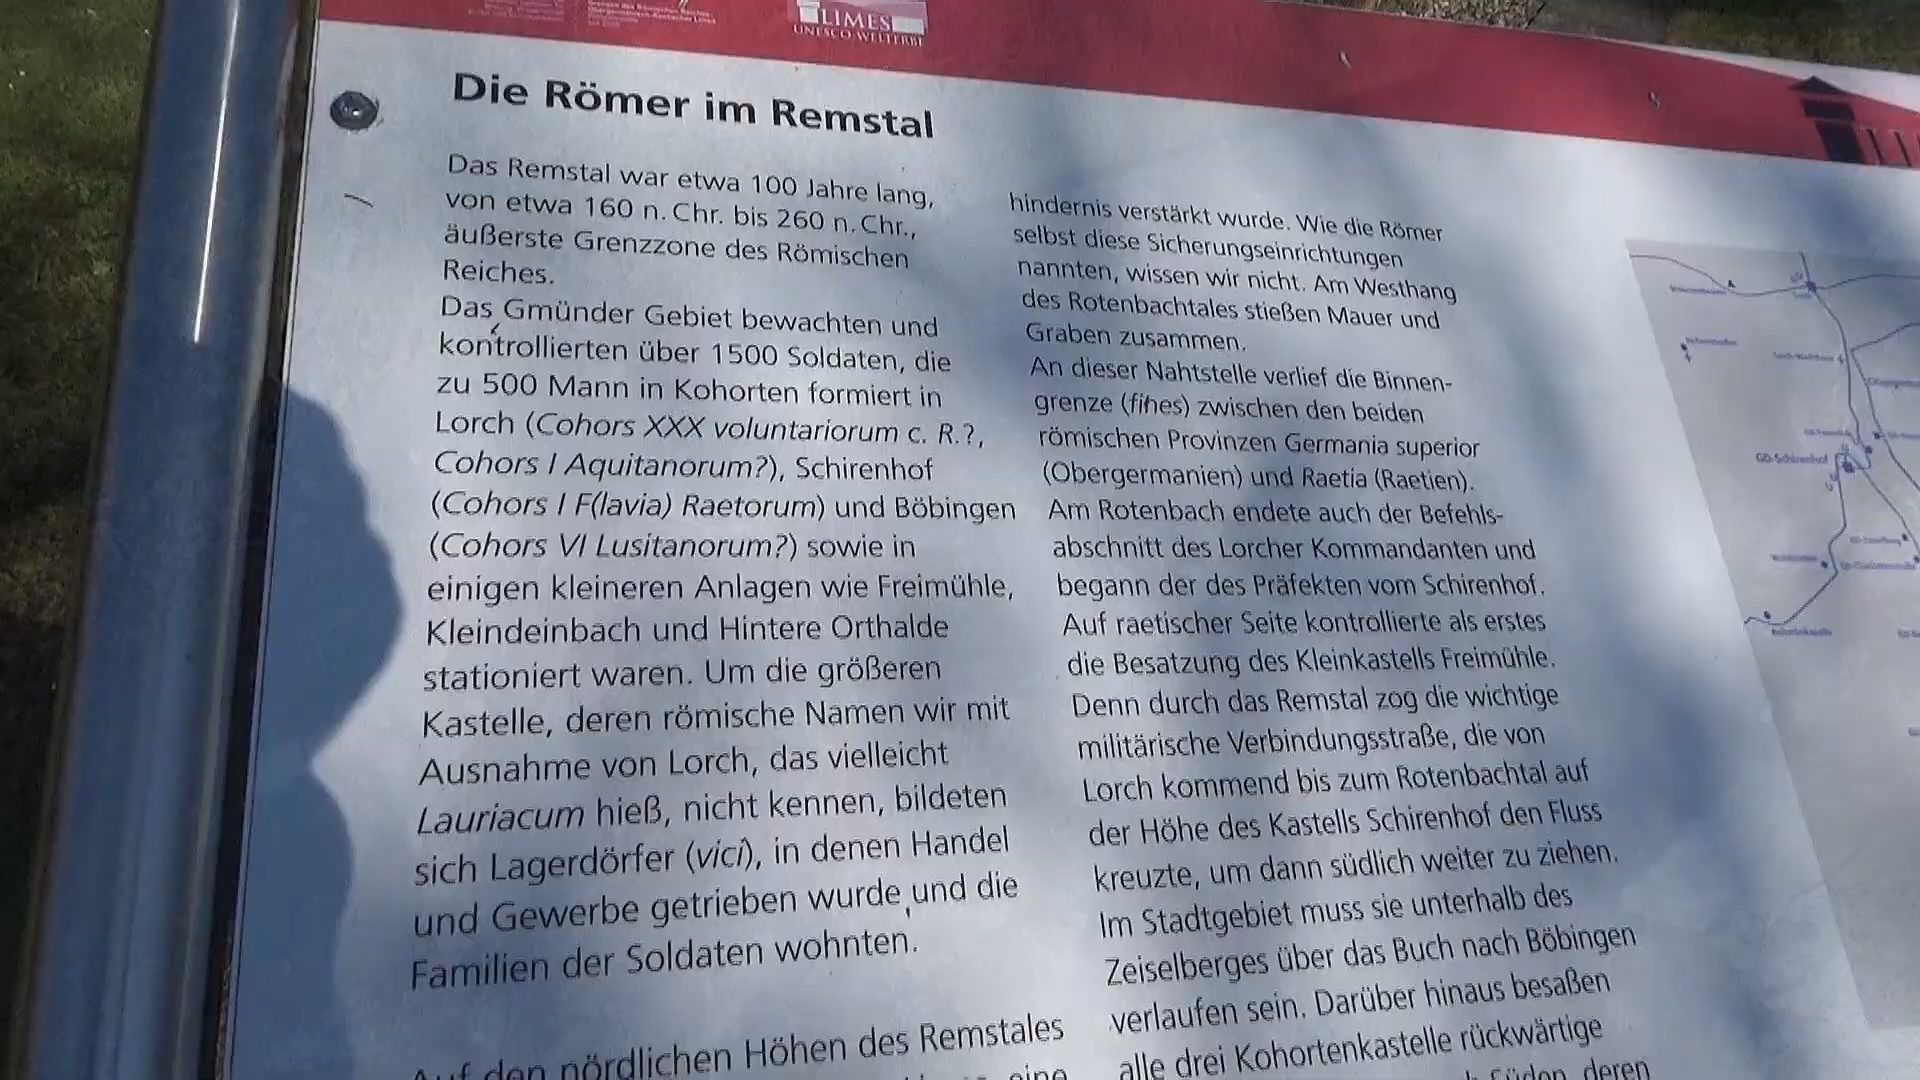 LIMES
UNESCO WELTERBE
Die Römer im Remstal
Das Remstal war etwa 100 Jahre lang,
von etwa 160 n. Chr. bis 260 n. Chr.,
äußerste Grenzzone des Römischen
Reiches.
Das Gmünder Gebiet bewachten und
kontrollierten über 1500 Soldaten, die
zu 500 Mann in Kohorten formiert in
Lorch (Cohors XXX voluntariorum c. R.?,
Cohors I Aquitanorum?), Schirenhof
(Cohors I F(lavia) Raetorum) und Böbingen
(Cohors VI Lusitanorum?) sowie in
einigen kleineren Anlagen wie Freimühle,
Kleindeinbach und Hintere Orthalde
stationiert waren. Um die größeren
Kastelle, deren römische Namen wir mit
Ausnahme von Lorch, das vielleicht
Lauriacum hieß, nicht kennen, bildeten
sich Lagerdörfer (vici), in denen Handel
und Gewerbe getrieben wurde und die
Familien der Soldaten wohnten.
Auf den nördlichen Höhen des Remstales
eine
hindernis verstärkt wurde. Wie die Römer
selbst diese Sicherungseinrichtungen
nannten, wissen wir nicht. Am Westhang
des Rotenbachtales stießen Mauer und
Graben zusammen.
An dieser Nahtstelle verlief die Binnen-
grenze (fines) zwischen den beiden
römischen Provinzen Germania superior
(Obergermanien) und Raetia (Raetien).
Am Rotenbach endete auch der Befehls-
abschnitt des Lorcher Kommandanten und
begann der des Präfekten vom Schirenhof.
Auf raetischer Seite kontrollierte als erstes
die Besatzung des Kleinkastells Freimühle.
Denn durch das Remstal zog die wichtige
militärische Verbindungsstraße, die von
Lorch kommend bis zum Rotenbachtal auf
der Höhe des Kastells Schirenhof den Fluss
kreuzte, um dann südlich weiter zu ziehen.
Im Stadtgebiet muss sie unterhalb des
Zeiselberges über das Buch nach Böbingen
verlaufen sein. Darüber hinaus besaßen
alle drei Kohortenkastelle rückwärtige
Süden, deren
GD-Schirenhof